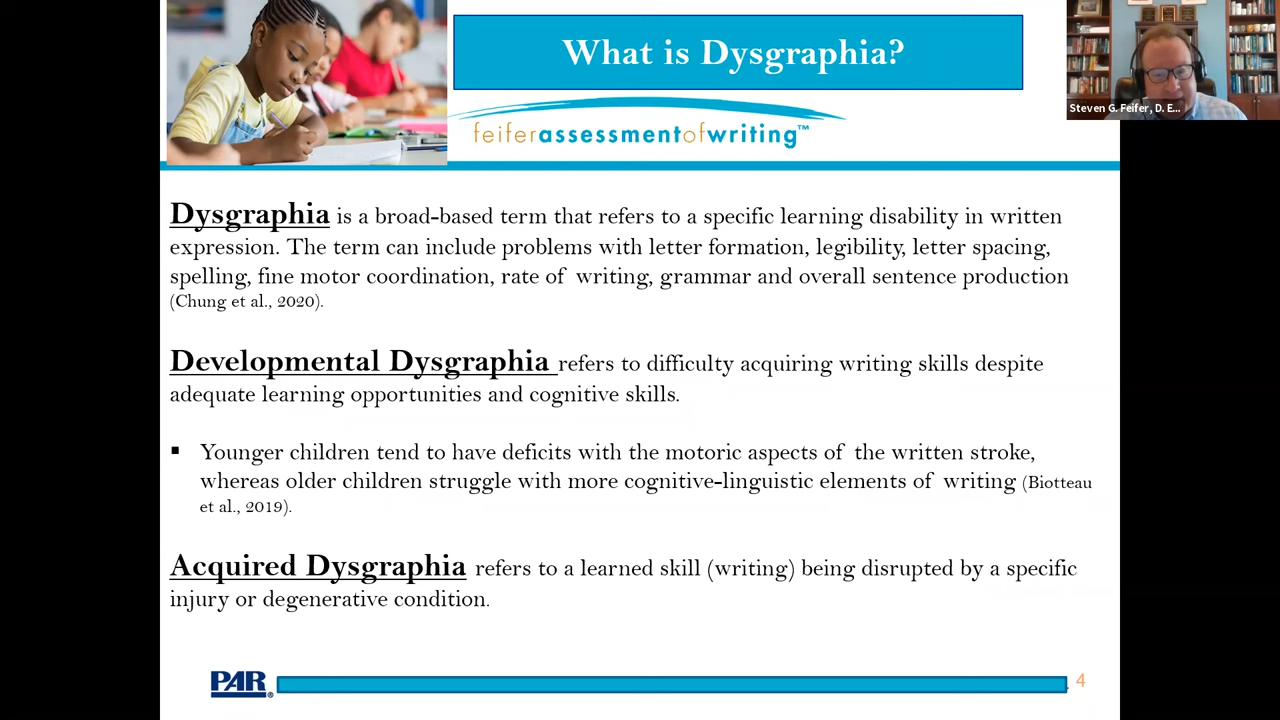 What is Dysgraphia?
Steven G. Feifer, D. E...
feiferassessmentofwriting™
Dysgraphia is a broad-based term that refers to a specific learning disability in written
expression. The term can include problems with letter formation, legibility, letter spacing,
spelling, fine motor coordination, rate of writing, grammar and overall sentence production
(Chung et al., 2020).
Developmental Dysgraphia refers to difficulty acquiring writing skills despite
adequate learning opportunities and cognitive skills.
▪ Younger children tend to have deficits with the motoric aspects of the written stroke,
whereas older children struggle with more cognitive-linguistic elements of writing (Biotteau
et al., 2019).
Acquired Dysgraphia refers to a learned skill (writing) being disrupted by a specific
injury or degenerative condition.
PAR®
4